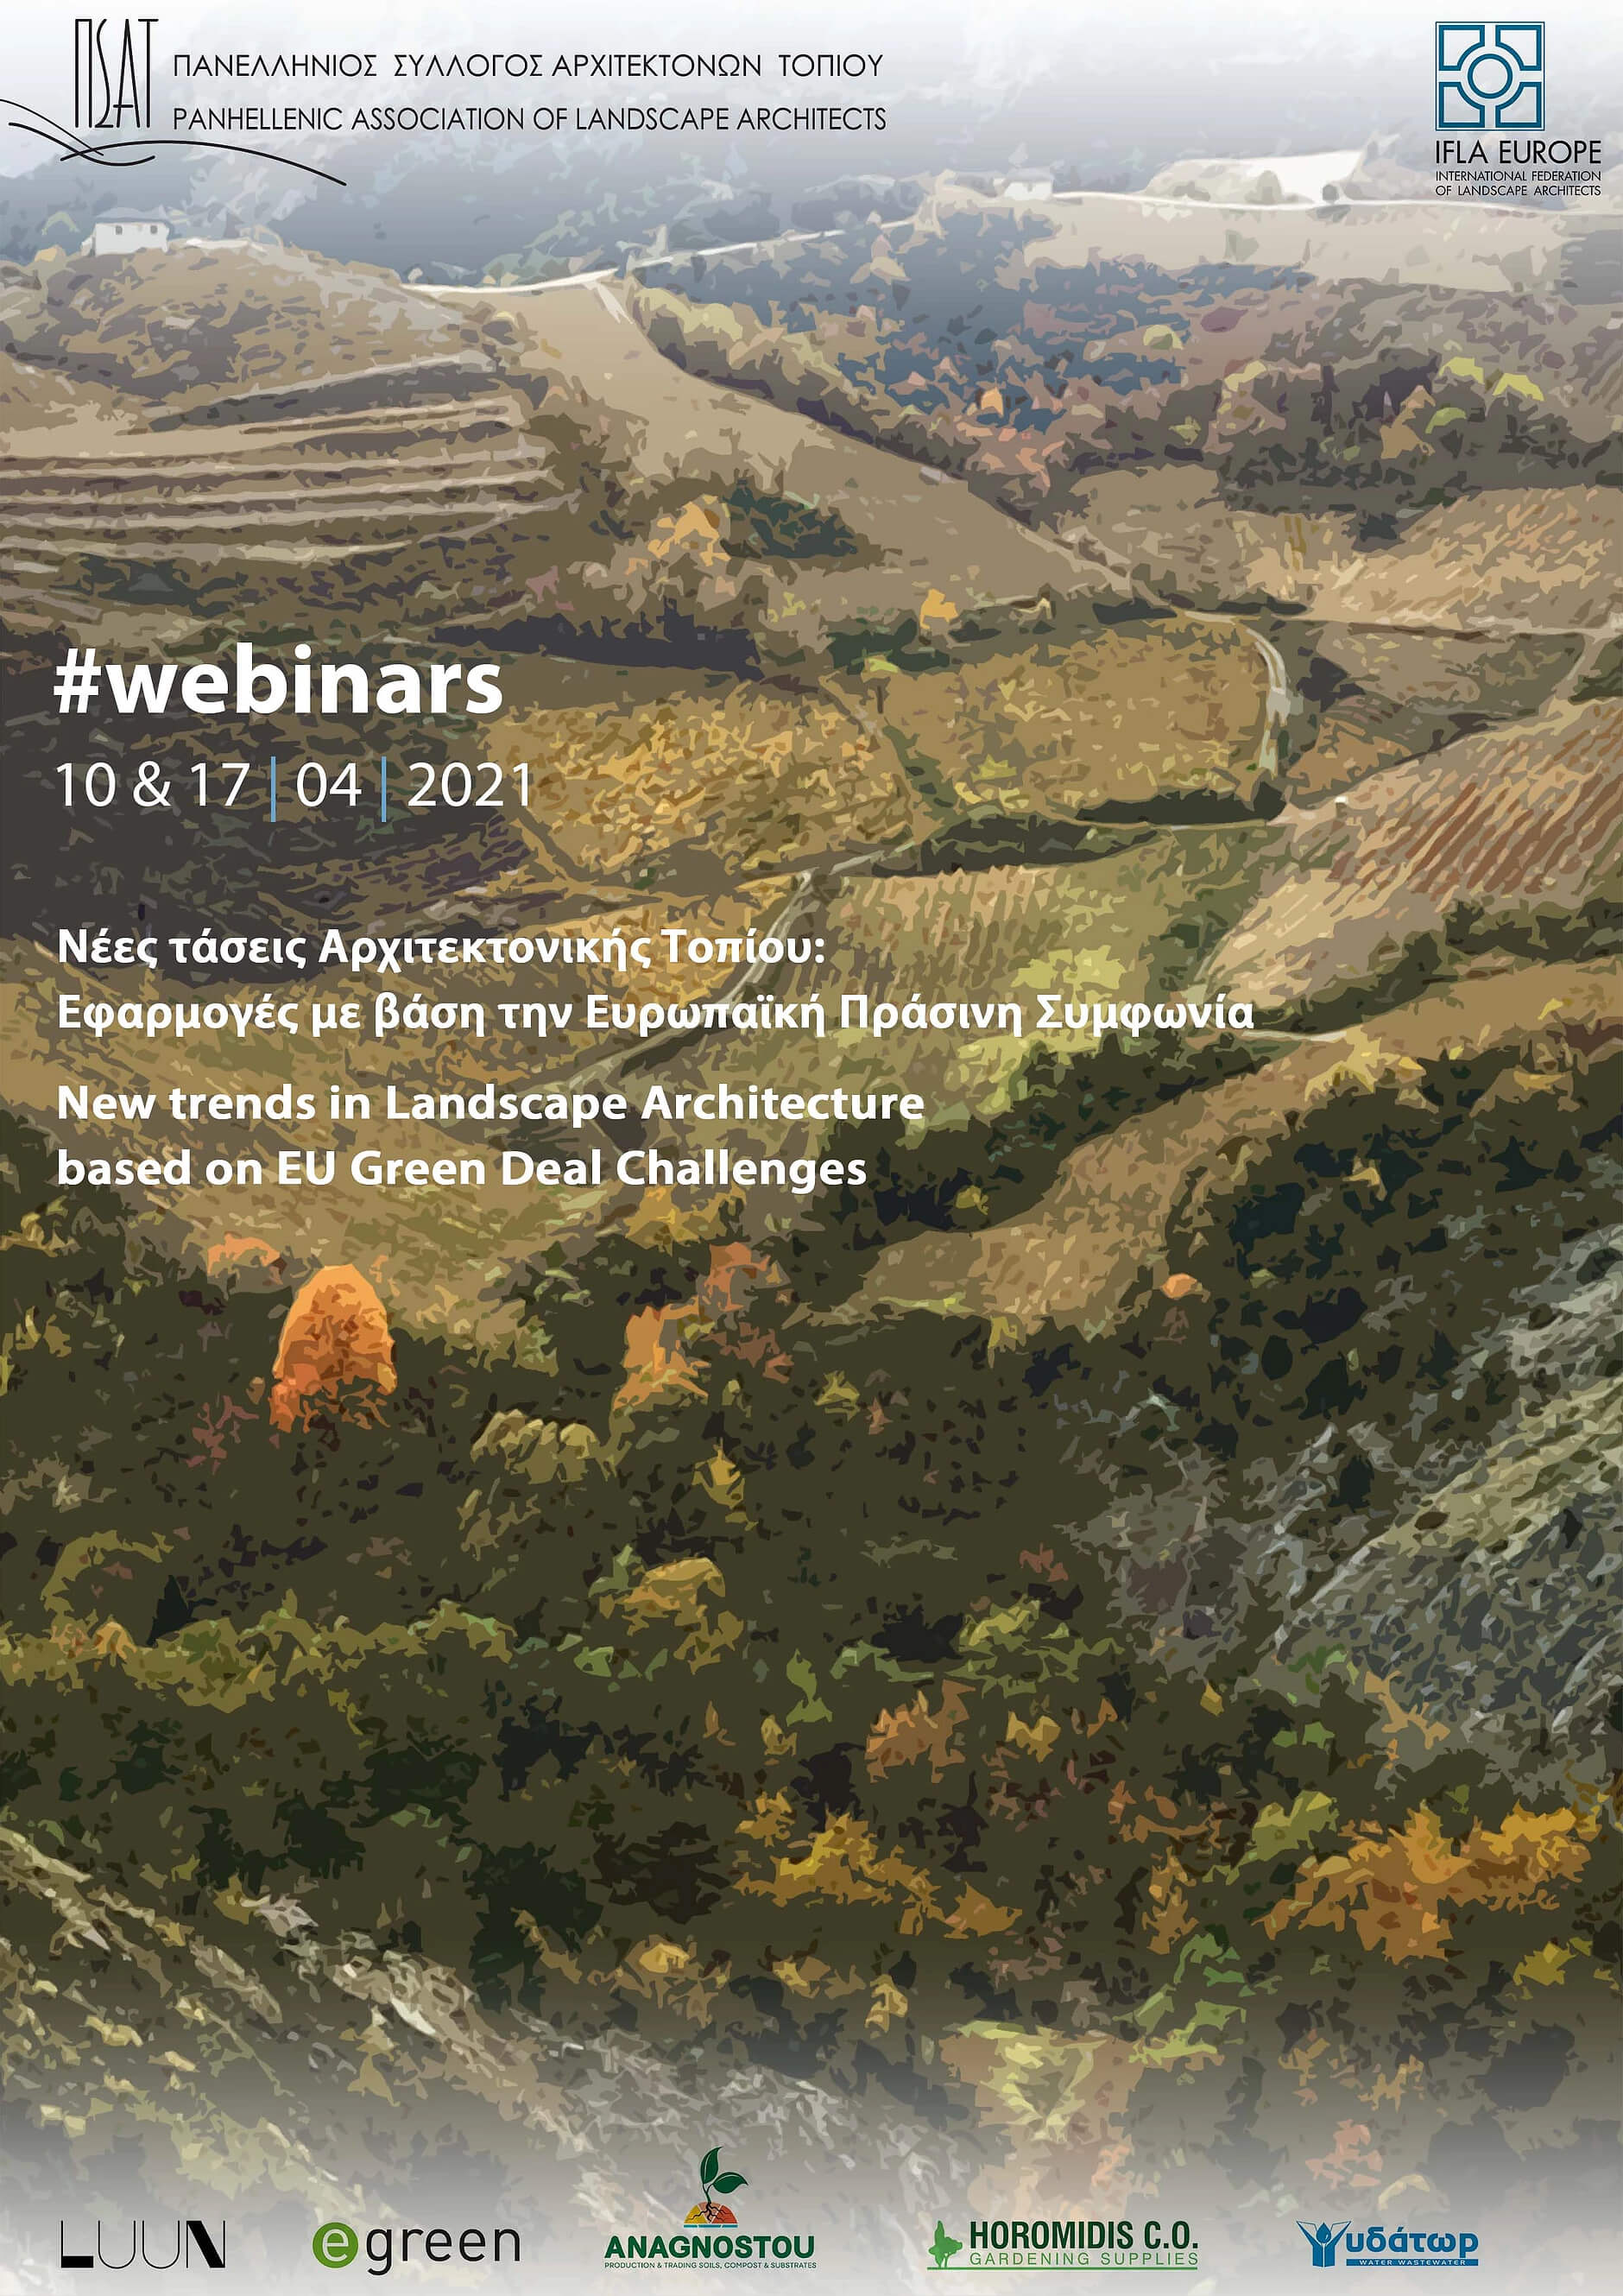 ΠΣΑΤ
ΠΑΝΕΛΛΗΝΙΟΣ ΣΥΛΛΟΓΟΣ ΑΡΧΙΤΕΚΤΟΝΩΝ ΤΟΠΙΟΥ
PANHELLENIC ASSOCIATION OF LANDSCAPE ARCHITECTS
IFLA EUROPE
INTERNATIONAL FEDERATION
OF LANDSCAPE ARCHITECTS
#webinars
10 & 17 | 04 | 2021
Νέες τάσεις Αρχιτεκτονικής Τοπίου:
Εφαρμογές με βάση την Ευρωπαϊκή Πράσινη Συμφωνία
New trends in Landscape Architecture
based on EU Green Deal Challenges
LUUN
egreen
ANAGNOSTOU
PRODUCTION & TRADING SOILS, COMPOST & SUBSTRATES
HOROMIDIS C.O.
GARDENING SUPPLIES
υδάτωρ
WATER WASTEWATER